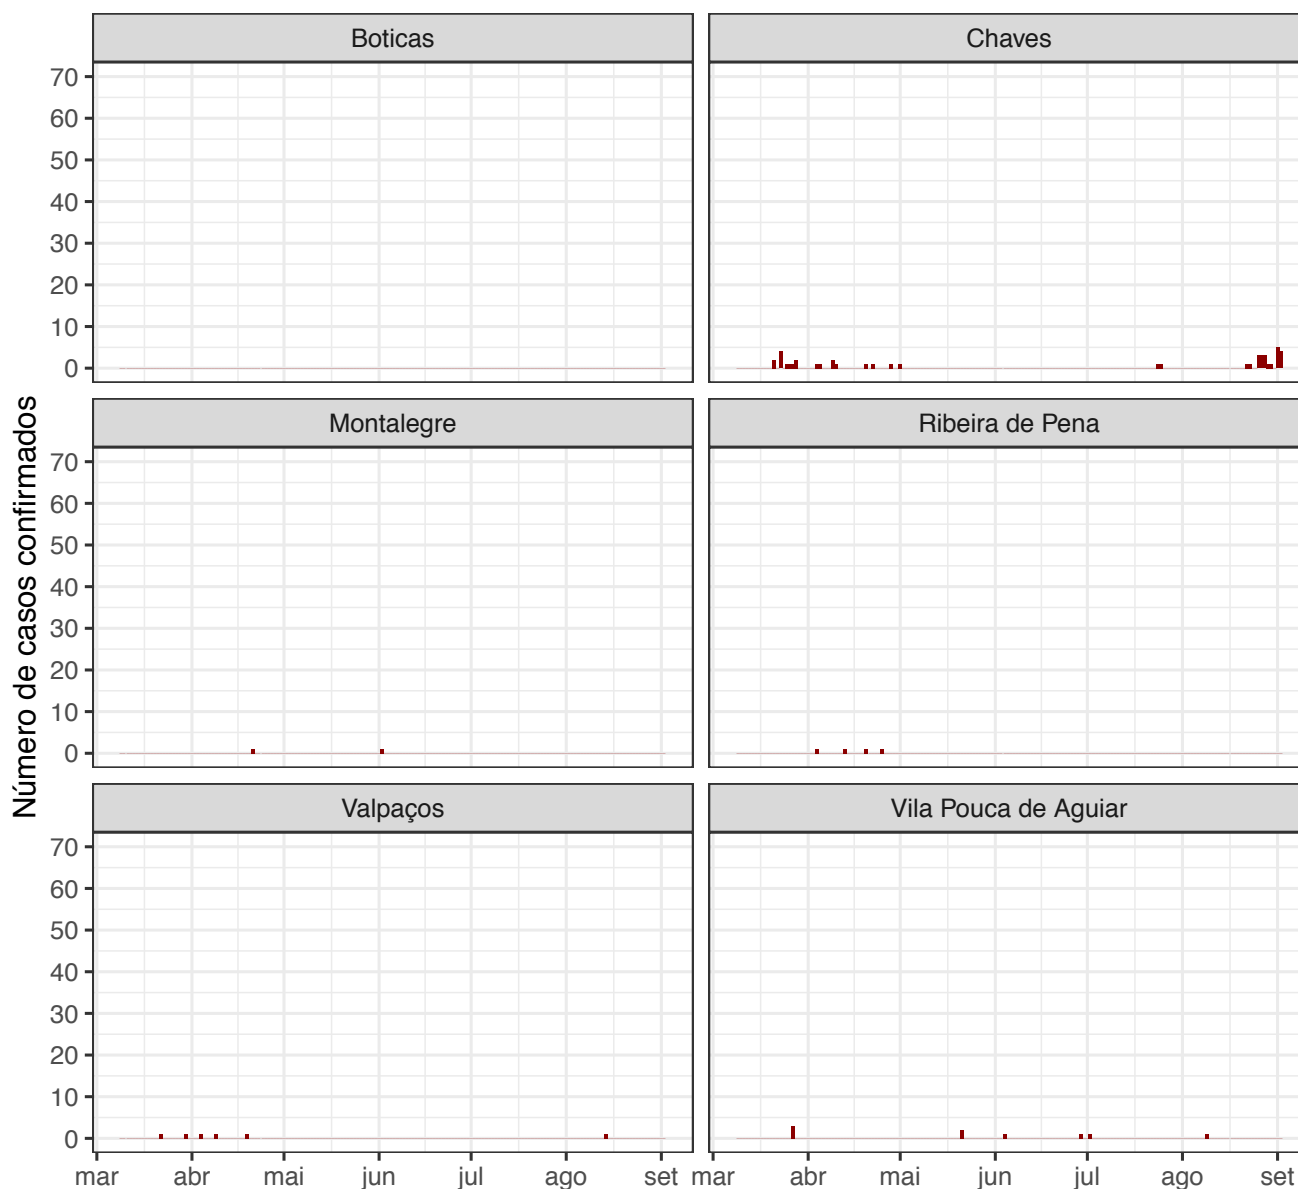 Boticas
Chaves
70
60
50
40
30
20
10
0
Montalegre
Ribeira de Pena
70
60
50
40
30
20
10
0
Número de casos confirmados
Valpaços
Vila Pouca de Aguiar
70
60
50
40
30
20
10
0
mar abr mai jun jul ago set
mar abr mai jun jul ago set